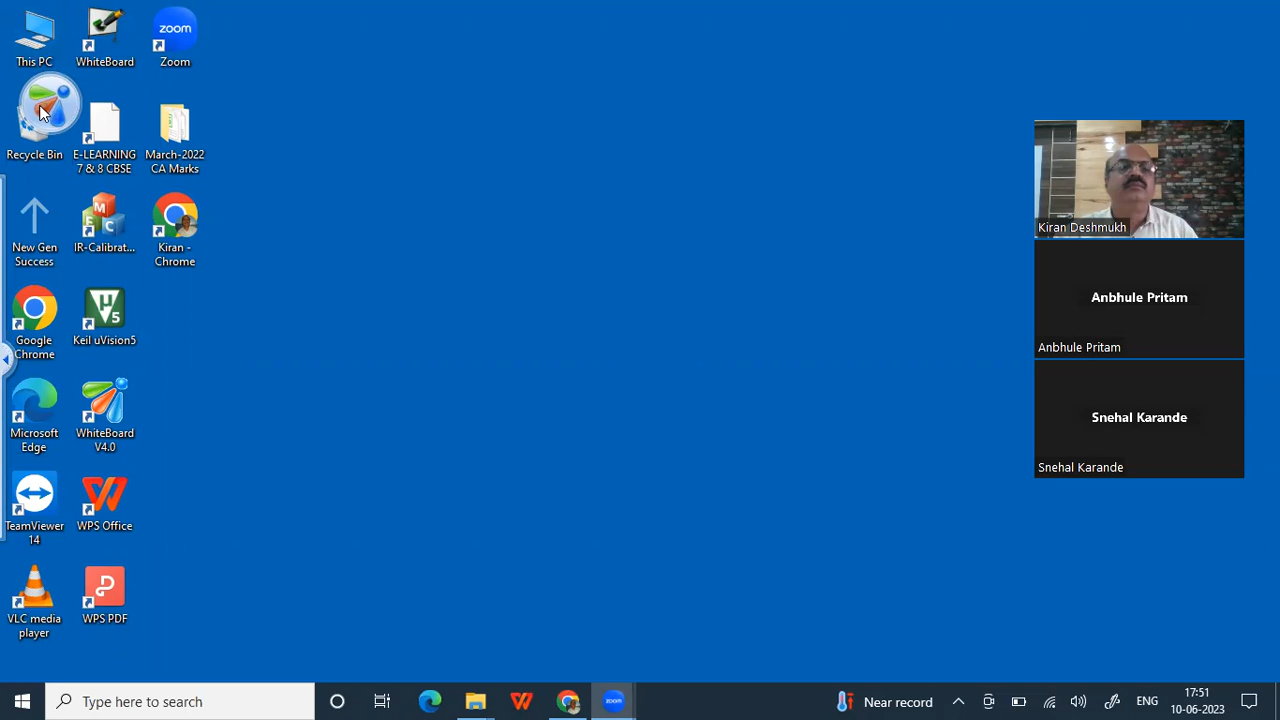 This PC
WhiteBoard
zoom
Zoom
Recycle Bin
E-LEARNING
7 & 8 CBSE
March-2022
CA Marks
New Gen
Success
IR-Calibrat...
Kiran -
Chrome
Google
Chrome
Keil uVision5
Microsoft
Edge
WhiteBoard
V4.0
TeamViewer
14
WPS Office
VLC media
player
WPS PDF
Kiran Deshmukh
Anbhule Pritam
Anbhule Pritam
Snehal Karande
Snehal Karande
Type here to search
zoom
Near record
ENG
17:51
10-06-2023